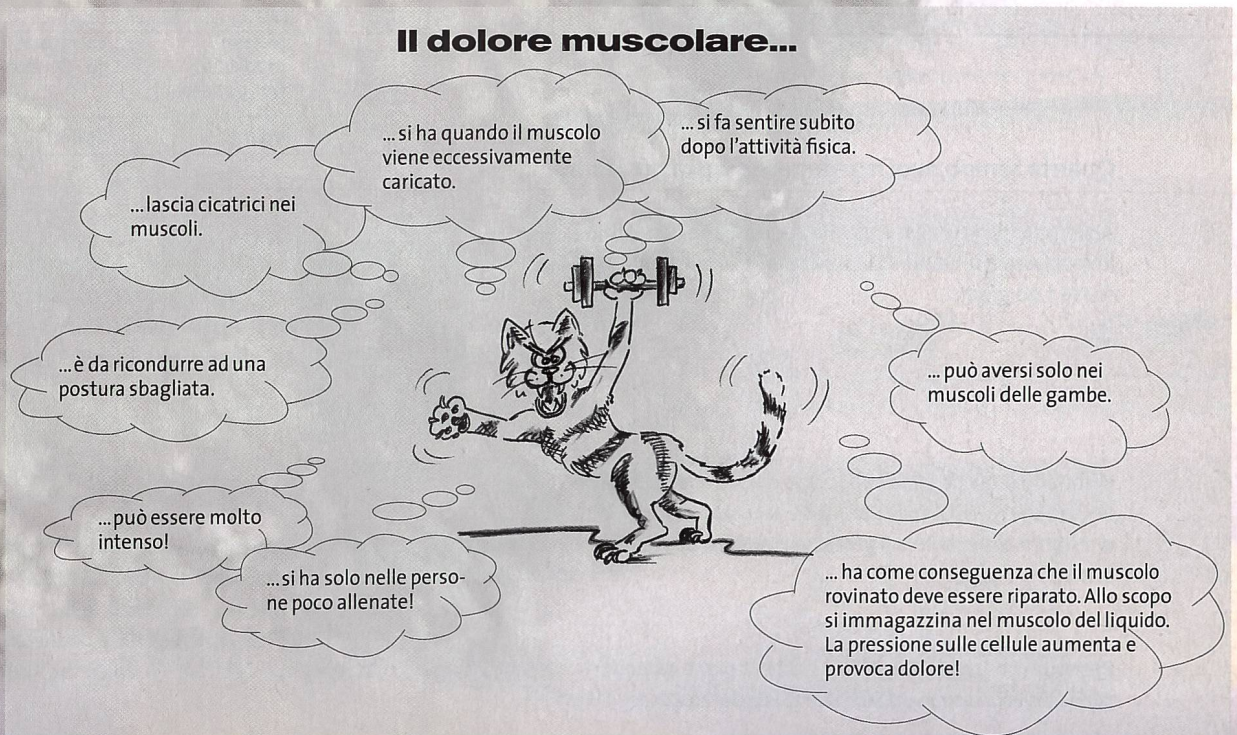 Il dolore muscolare...
... si ha quando il muscolo
viene eccessivamente
caricato.
... si fa sentire subito
dopo l'attività fisica.
...lascia cicatrici nei
muscoli.
...è da ricondurre ad una
postura sbagliata.
... può aversi solo nei
muscoli delle gambe.
...può essere molto
intenso!
...si ha solo nelle perso-
ne poco allenate!
... ha come conseguenza che il muscolo
rovinato deve essere riparato. Allo scopo
si immagazzina nel muscolo del liquido.
La pressione sulle cellule aumenta e
provoca dolore!